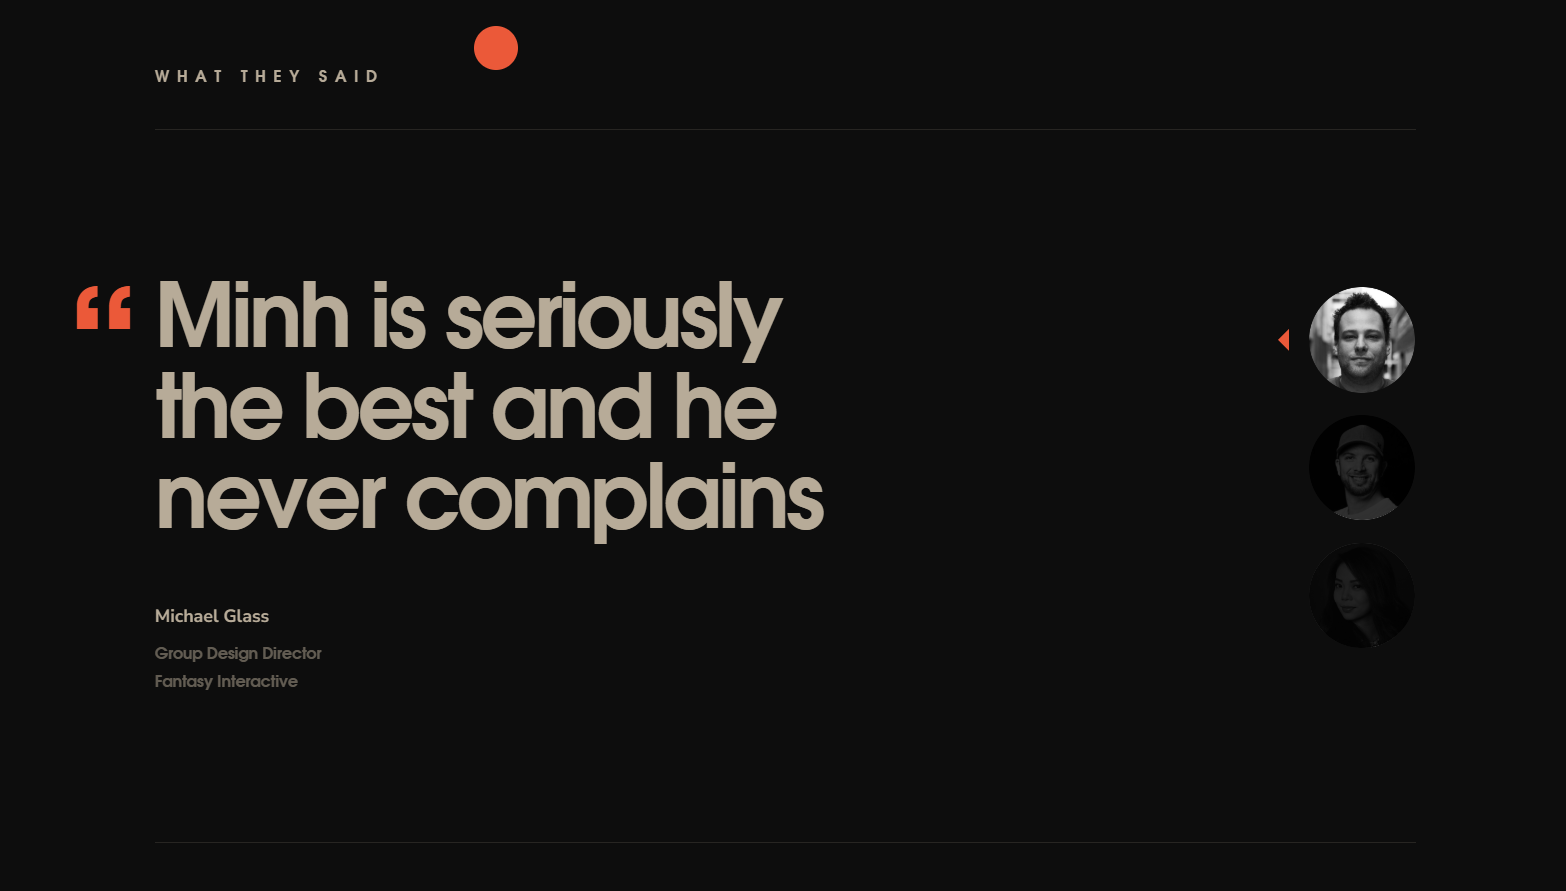 WHAT THEY SAID
“ Minh is seriously
the best and he
never complains
Michael Glass
Group Design Director
Fantasy Interactive